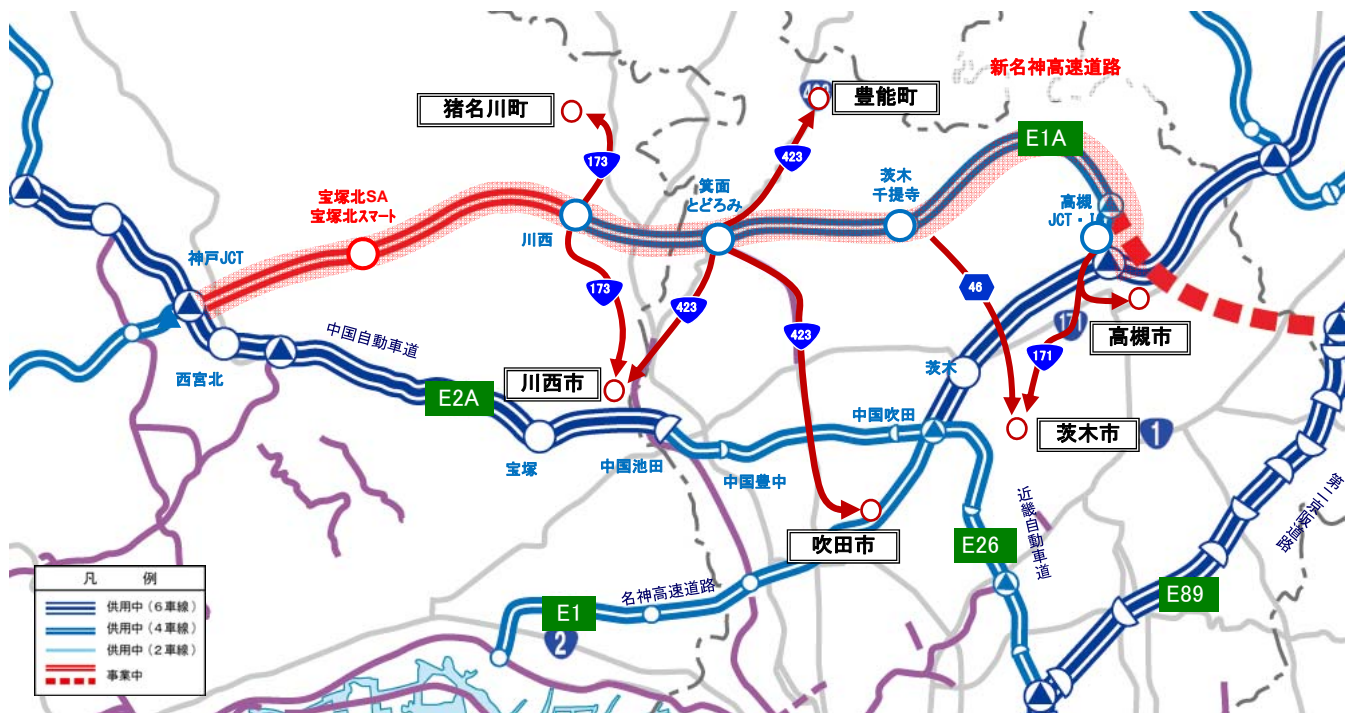 新名神高速道路
猪名川町
豊能町
E1A
173
423
宝塚北SA
宝塚北スマート
箕面
とどろみ
茨木
千提寺
高槻
JCT・I
川西
神戸JCT
173
423
46
高槻市
中国自動車道
171
423
171
西宮北
川西市
茨木
E2A
中国吹田
茨木市
1
宝塚
中国池田
中国豊中
近畿自動車道
第二京阪道路
吹田市
E26
凡 例
供用中(6車線)
供用中(4車線)
供用中(2車線)
事業中
名神高速道路
E1
2
E89